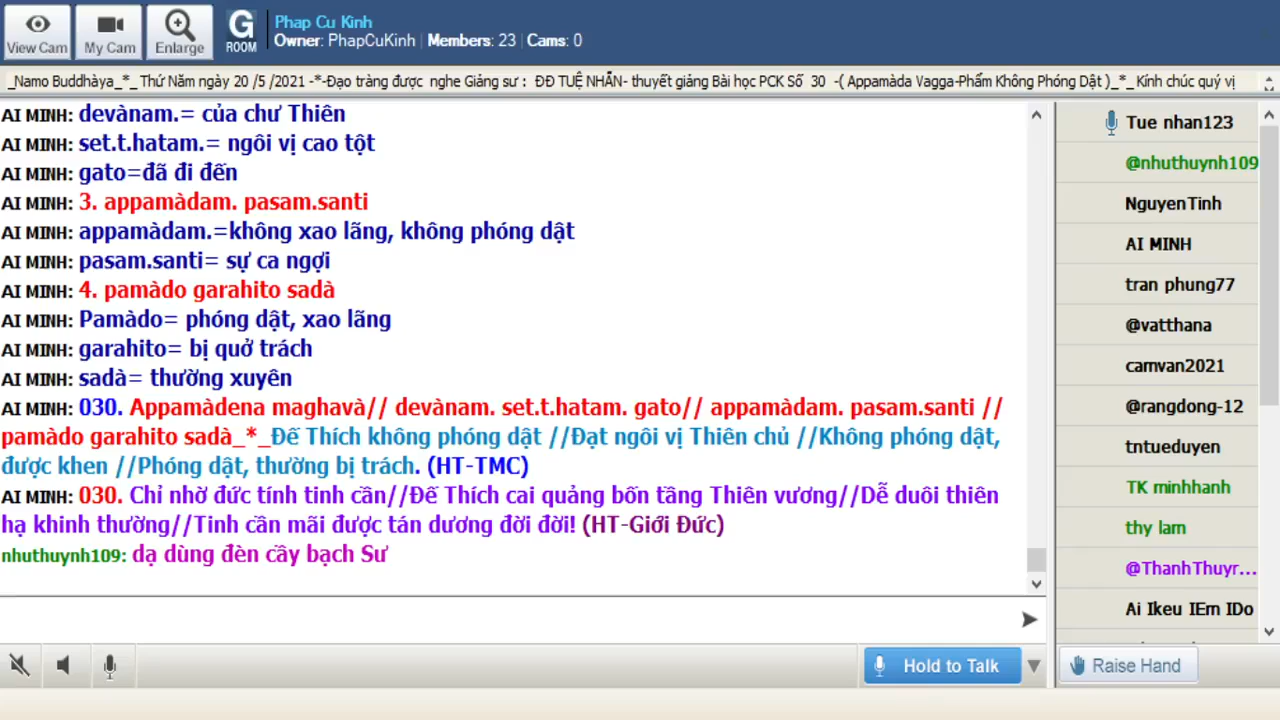 View Cam
My Cam
Enlarge
G
ROOM
Phap Cu Kinh
Owner: PhapCuKinh | Members: 23 | Cams: 0
_Namo Buddhàya_*_ Thứ Năm ngày 20 /5 /2021 -*-Đạo tràng được nghe Giảng sư : ĐĐ TUỆ NHẪN- thuyết giảng Bài học PCK Số 30 -( Appamàda Vagga-Phẩm Không Phóng Dật )_*_ Kính chúc quý vị
AI MINH: devànam.= của chư Thiên
AI MINH: set.t.hatam.= ngôi vị cao tột
AI MINH: gato=đã đi đến
AI MINH: 3. appamàdam. pasam.santi
AI MINH: appamàdam.=không xao lãng, không phóng dật
AI MINH: pasam.santi= sự ca ngợi
AI MINH: 4. pamàdo garahito sadà
AI MINH: Pamàdo= phóng dật, xao lãng
AI MINH: garahito= bị quở trách
AI MINH: sadà= thường xuyên
AI MINH: 030. Appamàdena maghavà// devànam. set.t.hatam. gato// appamàdam. pasam.santi //
pamàdo garahito sadà_*_Đế Thích không phóng dật //Đạt ngôi vị Thiên chủ //Không phóng dật,
được khen //Phóng dật, thường bị trách. (HT-TMC)
AI MINH: 030. Chỉ nhờ đức tính tinh cần//Đế Thích cai quảng bốn tầng Thiên vương//Dễ duôi thiên
hạ khinh thường//Tinh cần mãi được tán dương đời đời! (HT-Giới Đức)
nhuthuynh109: dạ dùng đèn cầy bạch Sư
Tue nhan123
@nhuthuynh109
NguyenTinh
AI MINH
tran phung77
@vatthana
camvan2021
@rangdong-12
tntueduyen
TK minhhanh
thy lam
@ThanhThuyr...
Ai Ikeu IEm IDo
Hold to Talk
Raise Hand